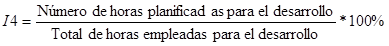 I4 = Número de horas planificad as para el desarrollo / Total de horas empleadas para el desarrollo * 100%